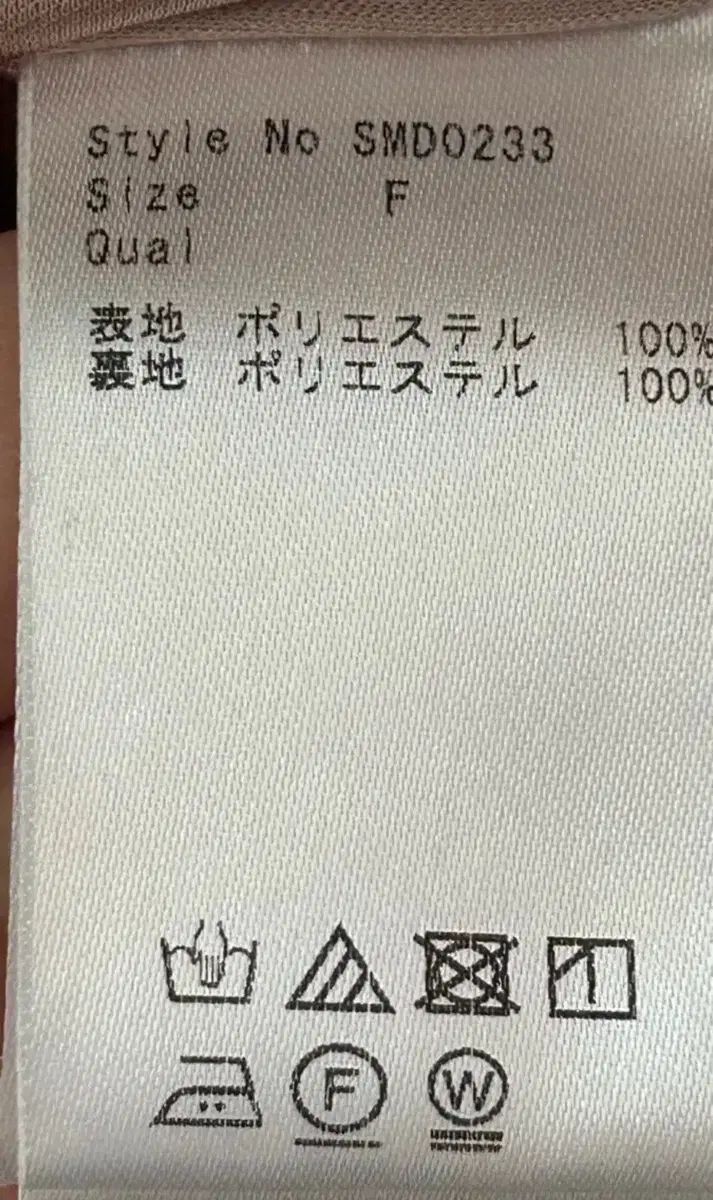 Style No SMD0233
Size F
Qual
表地 ポリエステル 100%
裏地 ポリエステル 100%
F
W